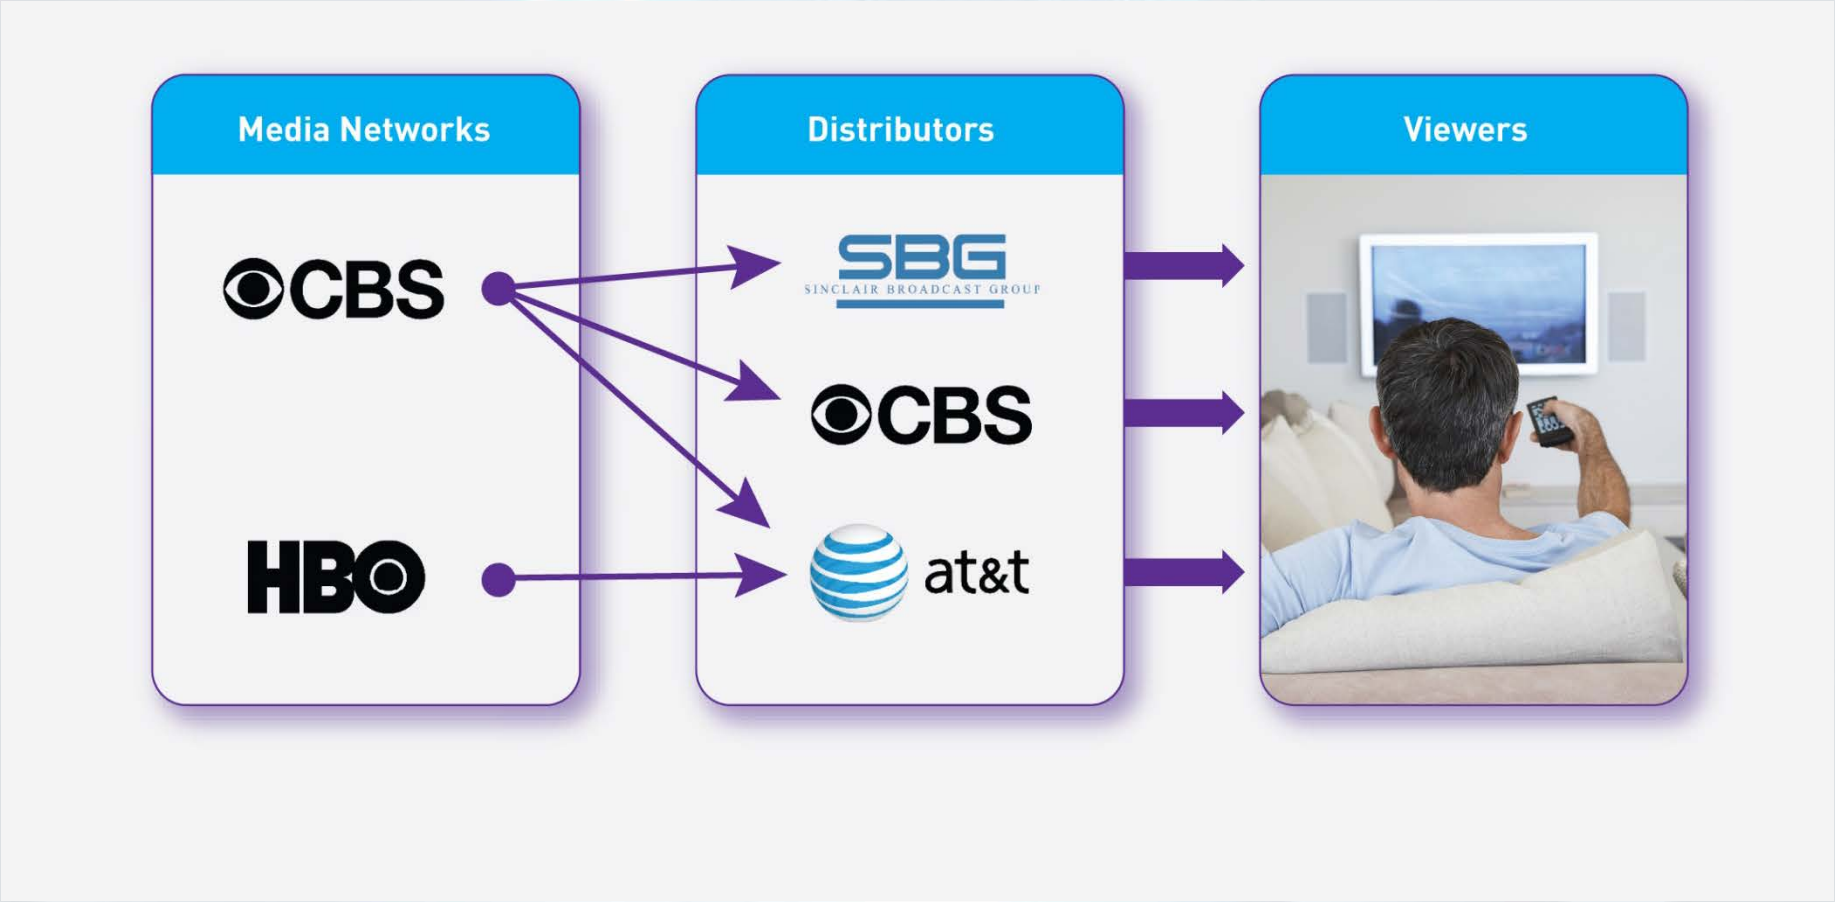 Media Networks
Distributors
Viewers
CBS
SBG
SINCLAIR BROADCAST GROUP
CBS
HBO
at&t